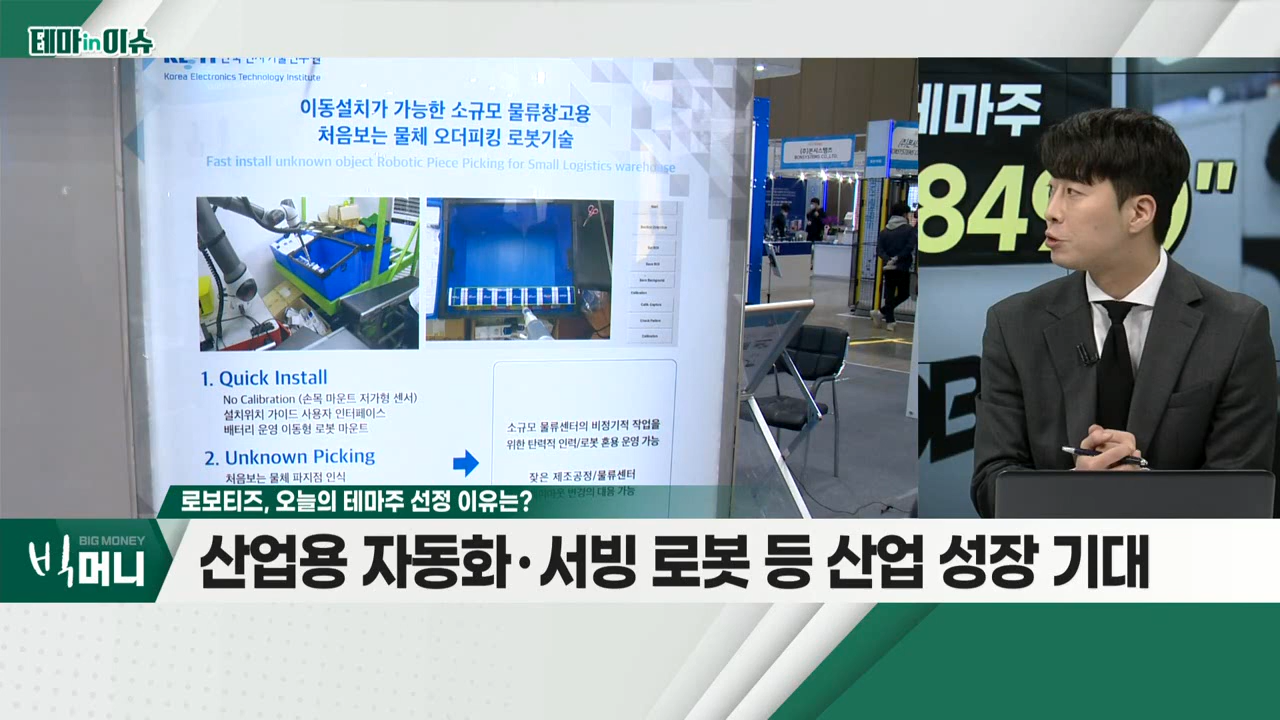 테마in이슈
Korea Electronics Technology Institute
이동설치가 가능한 소규모 물류창고용
처음보는 물체 오더피킹 로봇기술
Fast install unknown object Robotic Piece Picking for Small Logistics warehouse
1. Quick Install
No Calibration (손목 마운트 저가형 센서)
설치위치 가이드 사용자 인터페이스
배터리 운영 이동형 로봇 마운트
2. Unknown Picking
처음보는 물체 파지점 인식
소규모 물류센터의 비정기적 작업을
위한 탄력적 인력/로봇 혼용 운영 가능
잦은 제조공정/물류센터
변경의 대응 가능
테마주
로보티즈, 오늘의 테마주 선정 이유는?
BIG MONEY
빅머니
산업용 자동화·서빙 로봇 등 산업 성장 기대